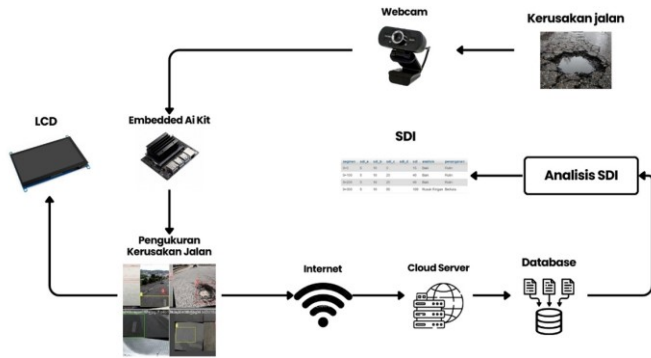 Webcam
Kerusakan jalan
LCD
Embedded Ai Kit
SDI
Analisis SDI
Pengukuran
Kerusakan Jalan
Internet
Cloud Server
Database